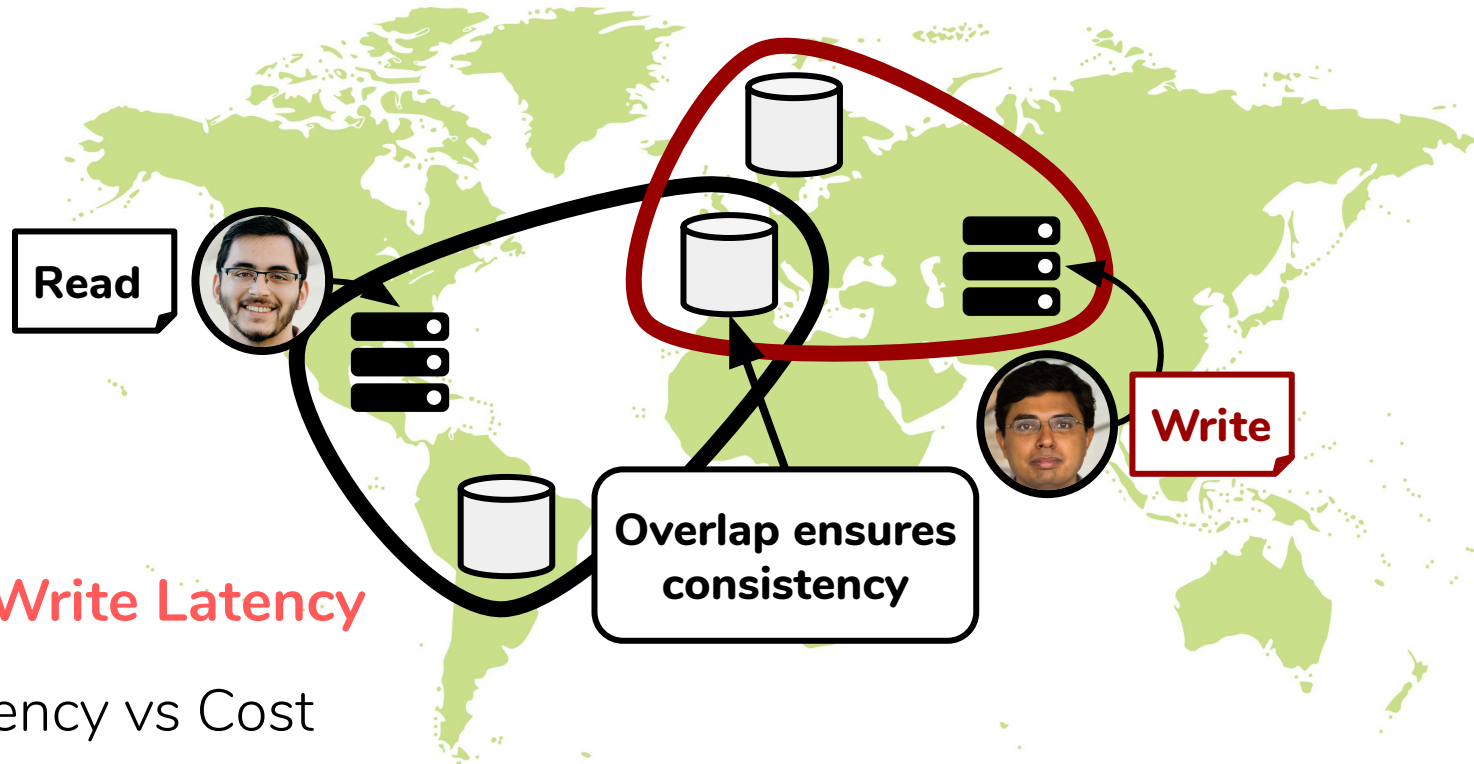 Read
Write
Overlap ensures
consistency
Write Latency
ency vs Cost